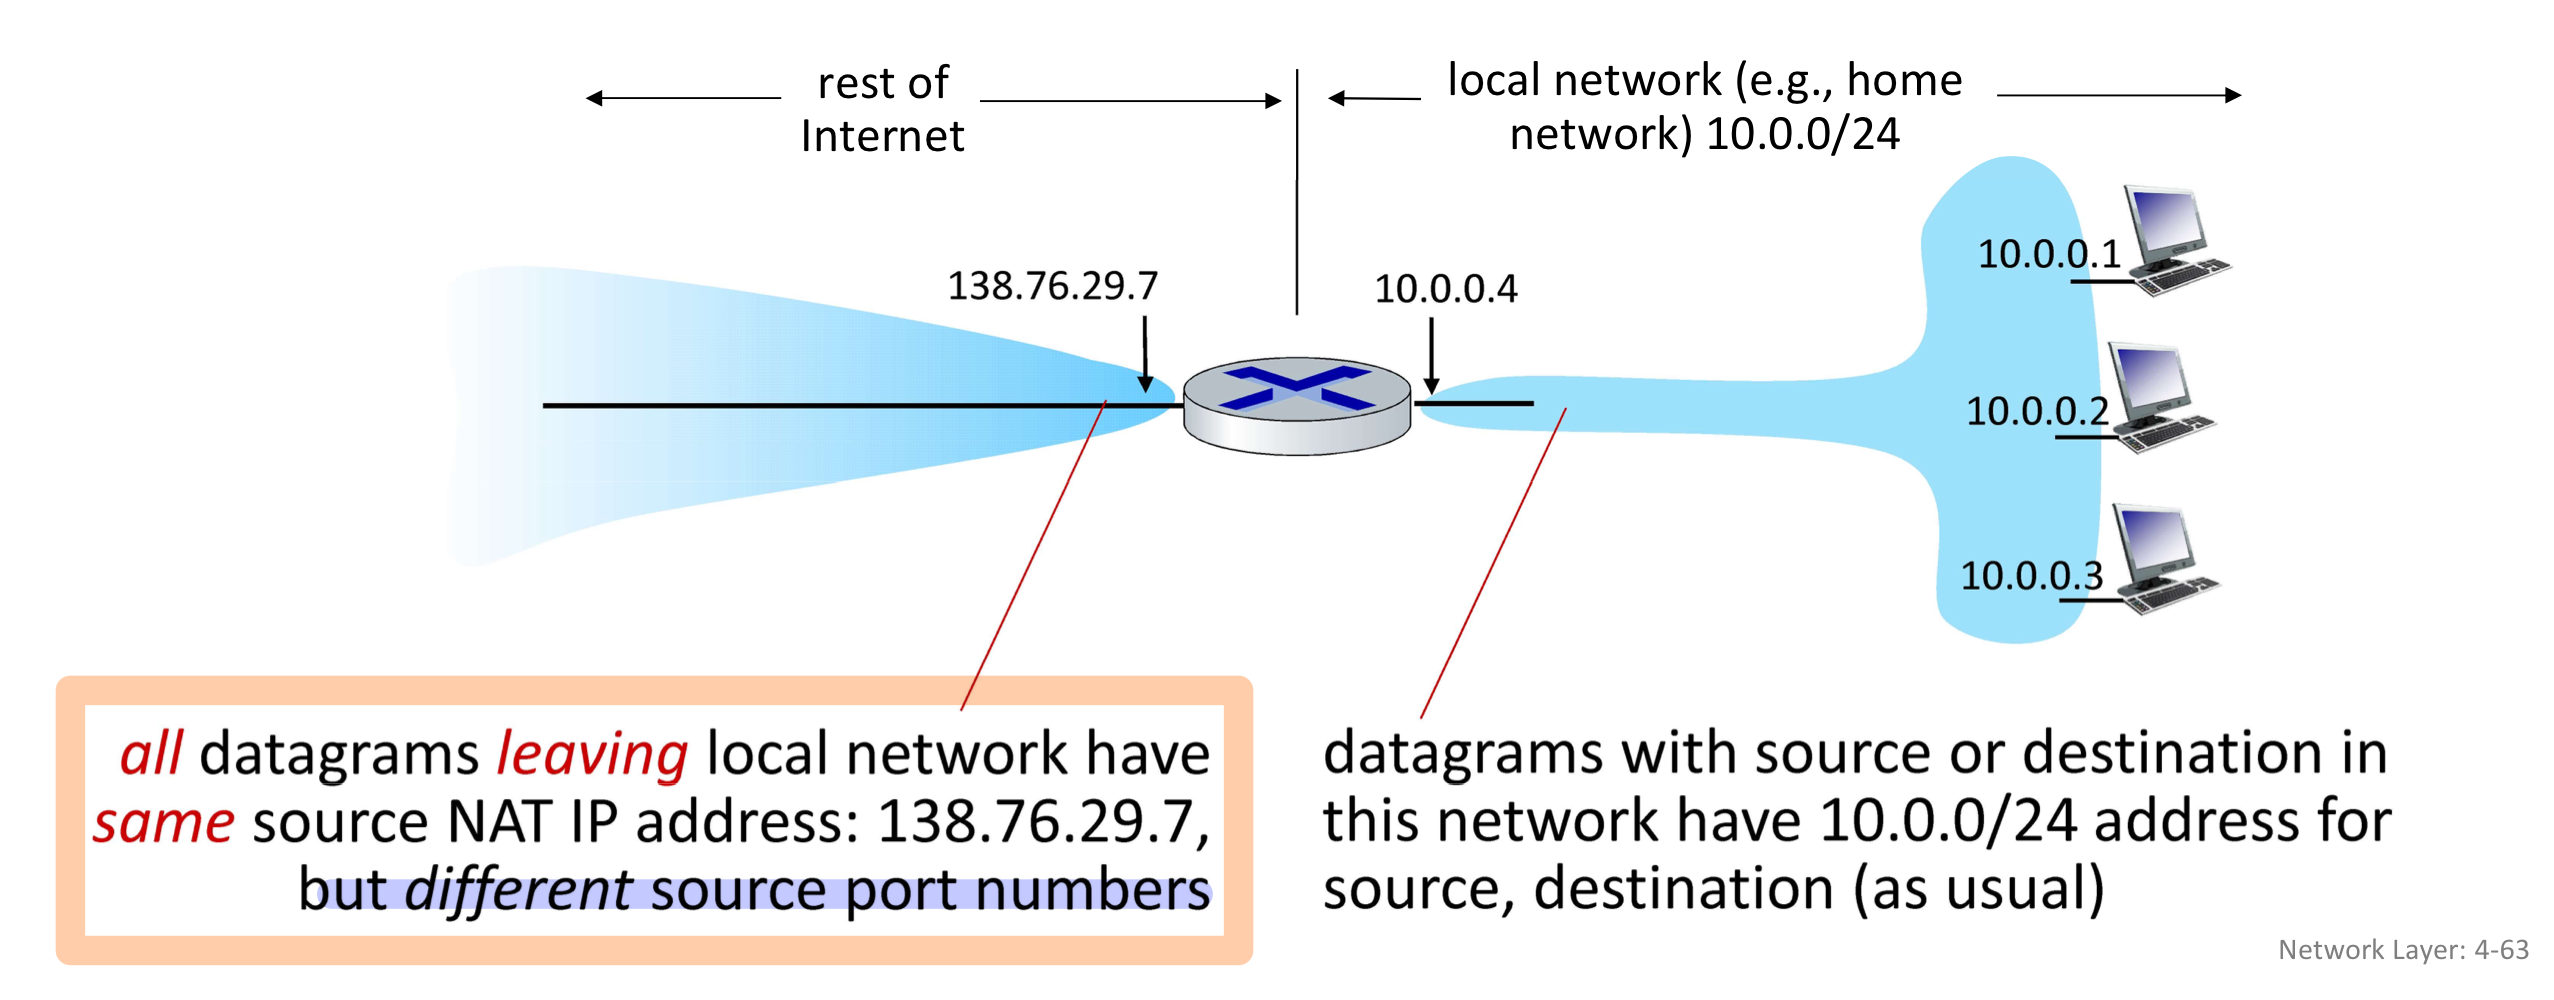 rest of
Internet
local network (e.g., home
network) 10.0.0/24
138.76.29.7
10.0.0.4
10.0.0.1
10.0.0.2
10.0.0.3
all datagrams leaving local network have
same source NAT IP address: 138.76.29.7,
but different source port numbers
datagrams with source or destination in
this network have 10.0.0/24 address for
source, destination (as usual)
Network Layer: 4-63